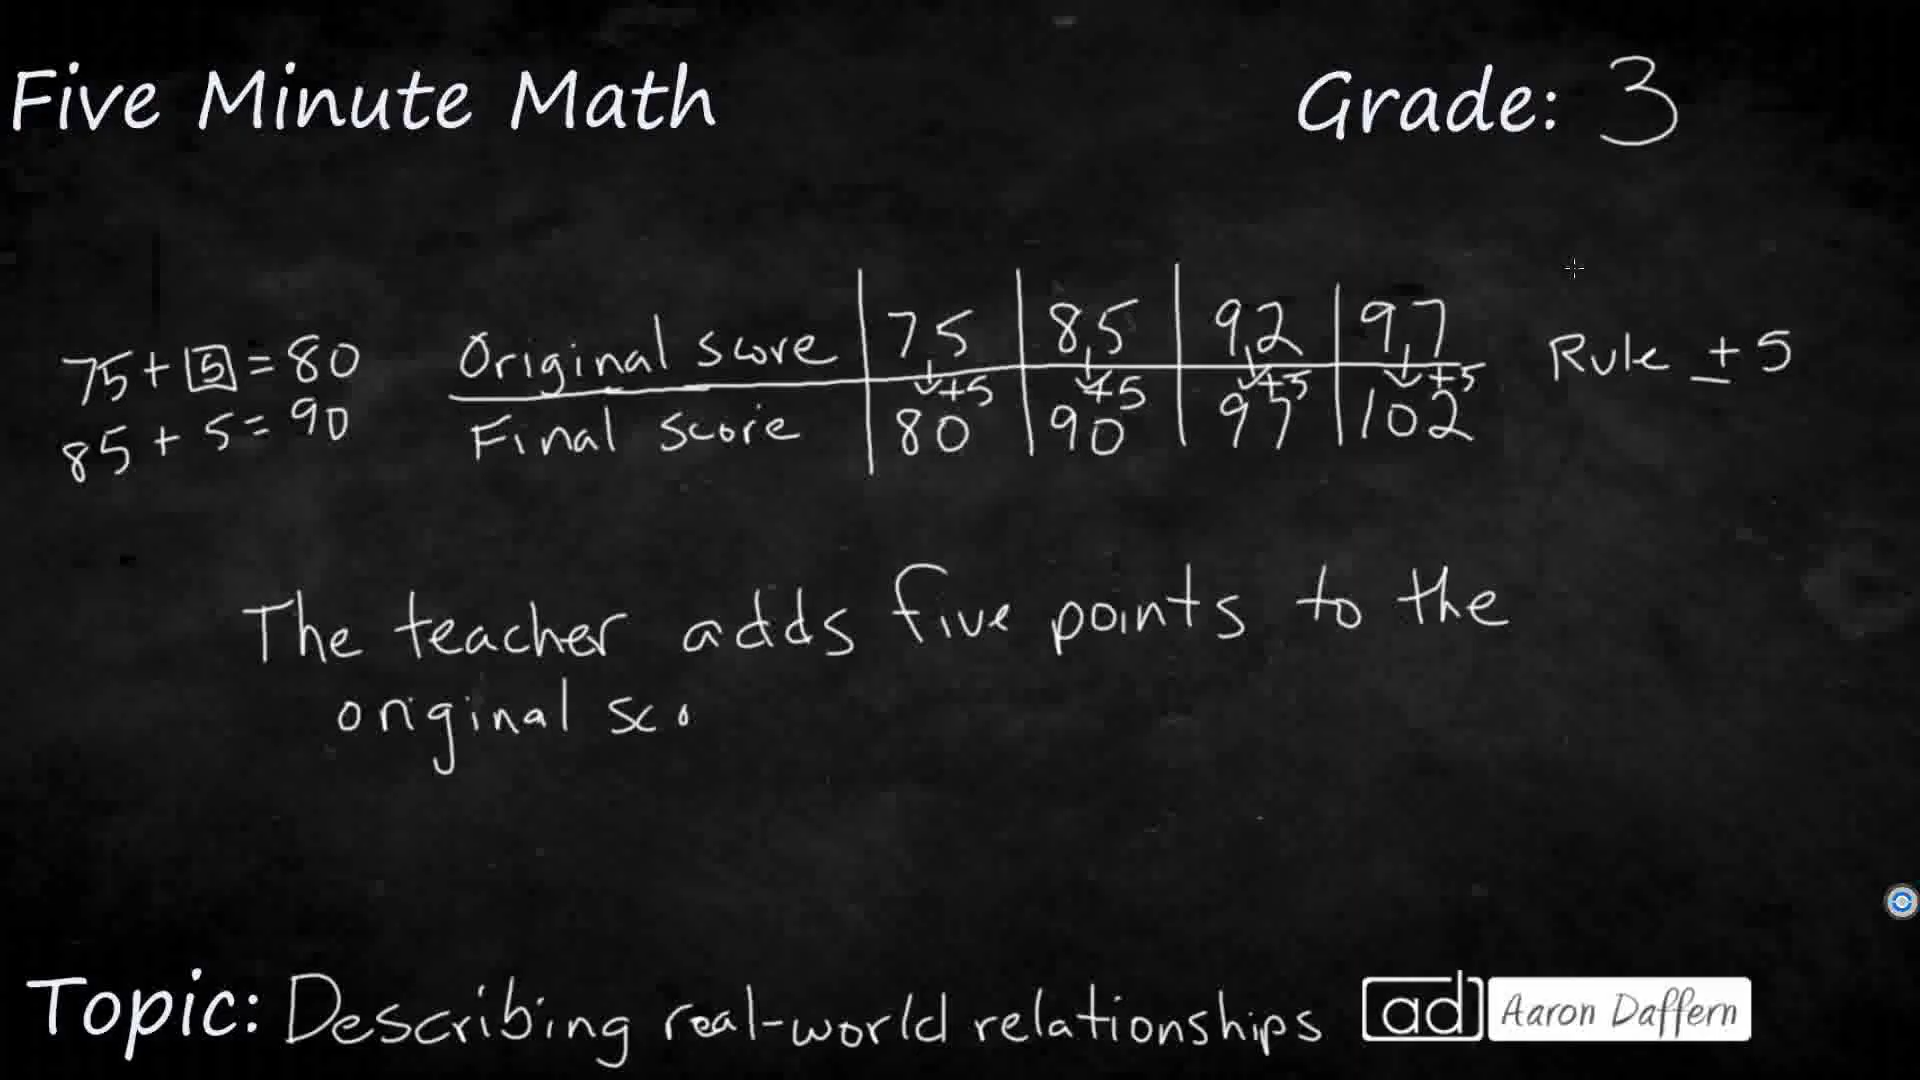 Five Minute Math
Grade: 3
75 + 5 = 80
85 + 5 = 90
Original score 75 85 92 97
+5 +5 +5 +5
Final score 80 90 97 102
Rule + 5
The teacher adds five points to the
original sco
Topic: Describing real-world relationships
ad Aaron Daffern